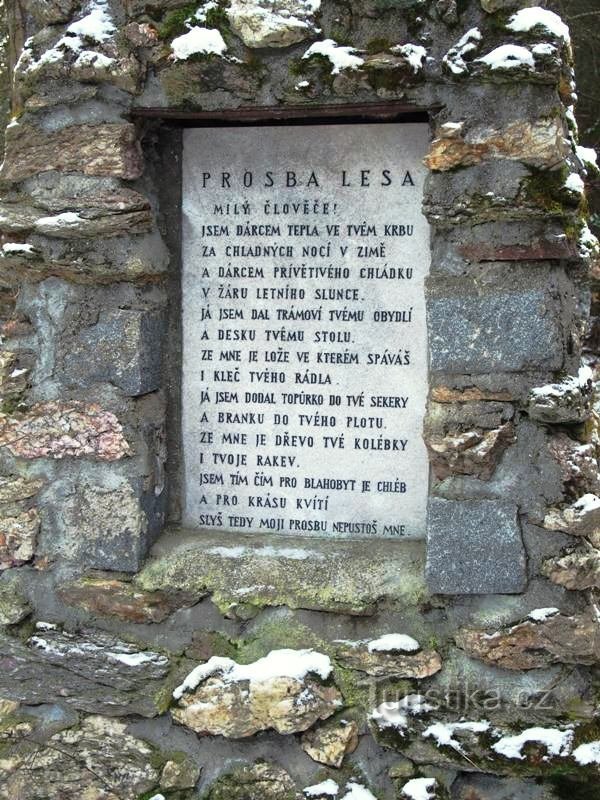 PROSBA LESA
MILÝ ČLOVĚČE!
JSEM DÁRCEM TEPLA VE TVÉM KRBU
ZA CHLADNÝCH NOCÍ V ZIMĚ
A DÁRCEM PŘÍVĚTIVÉHO CHLÁDKU
V ŽÁRU LETNÍHO SLUNCE.
JÁ JSEM DAL TRÁMOVÍ TVÉMU OBYDLÍ
A DESKU TVÉMU STOLU.
ZE MNE JE LOŽE VE KTERÉM SPÁVÁŠ
I KLEČ TVÉHO RÁDLA.
JÁ JSEM DODAL TOPŮRKO DO TVÉ SEKERY
A BRANKU DO TVÉHO PLOTU.
ZE MNE JE DŘEVO TVÉ KOLÉBKY
I TVOJE RAKEV.
JSEM TÍM ČÍM PRO BLAHOBYT JE CHLÉB
A PRO KRÁSU KVÍTÍ
SLYŠ TEDY MOJI PROSBU NEPUSTOŠ MNE.
Turistika.cz